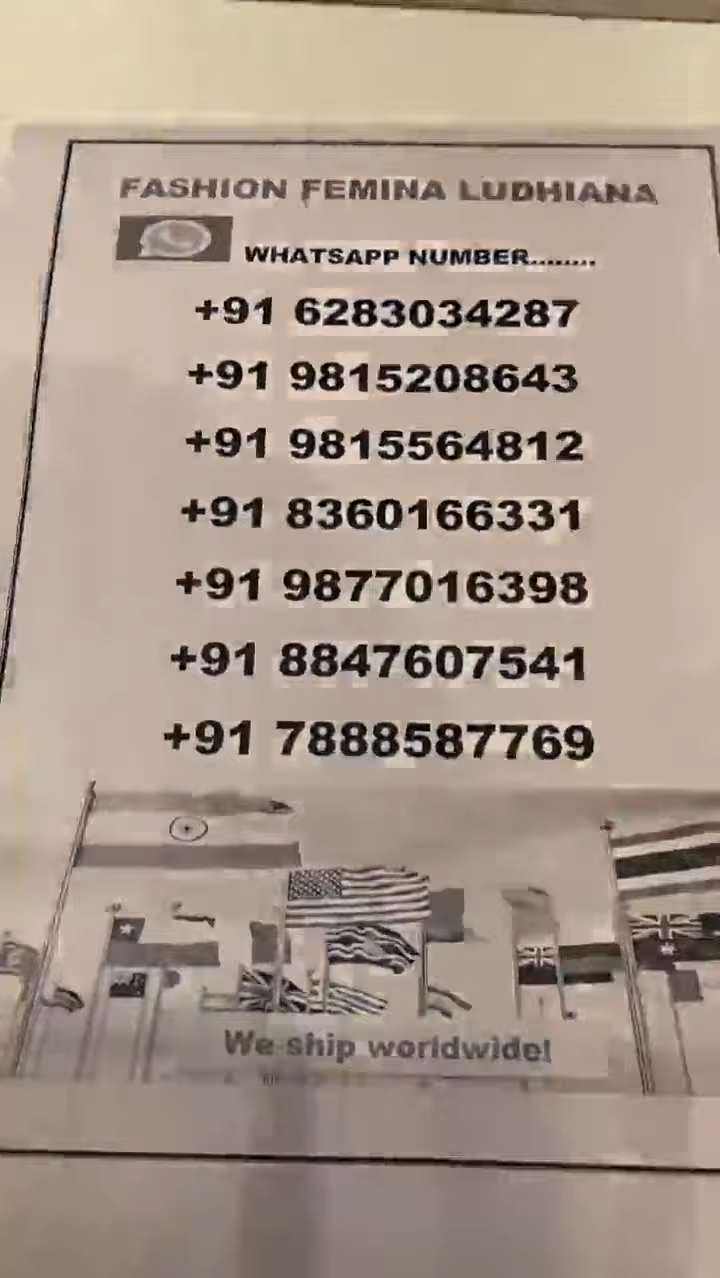 FASHION FEMINA LUDHIANA
WHATSAPP NUMBER........
+91 6283034287
+91 9815208643
+91 9815564812
+91 8360166331
+91 9877016398
+91 8847607541
+91 7888587769
We ship worldwide!